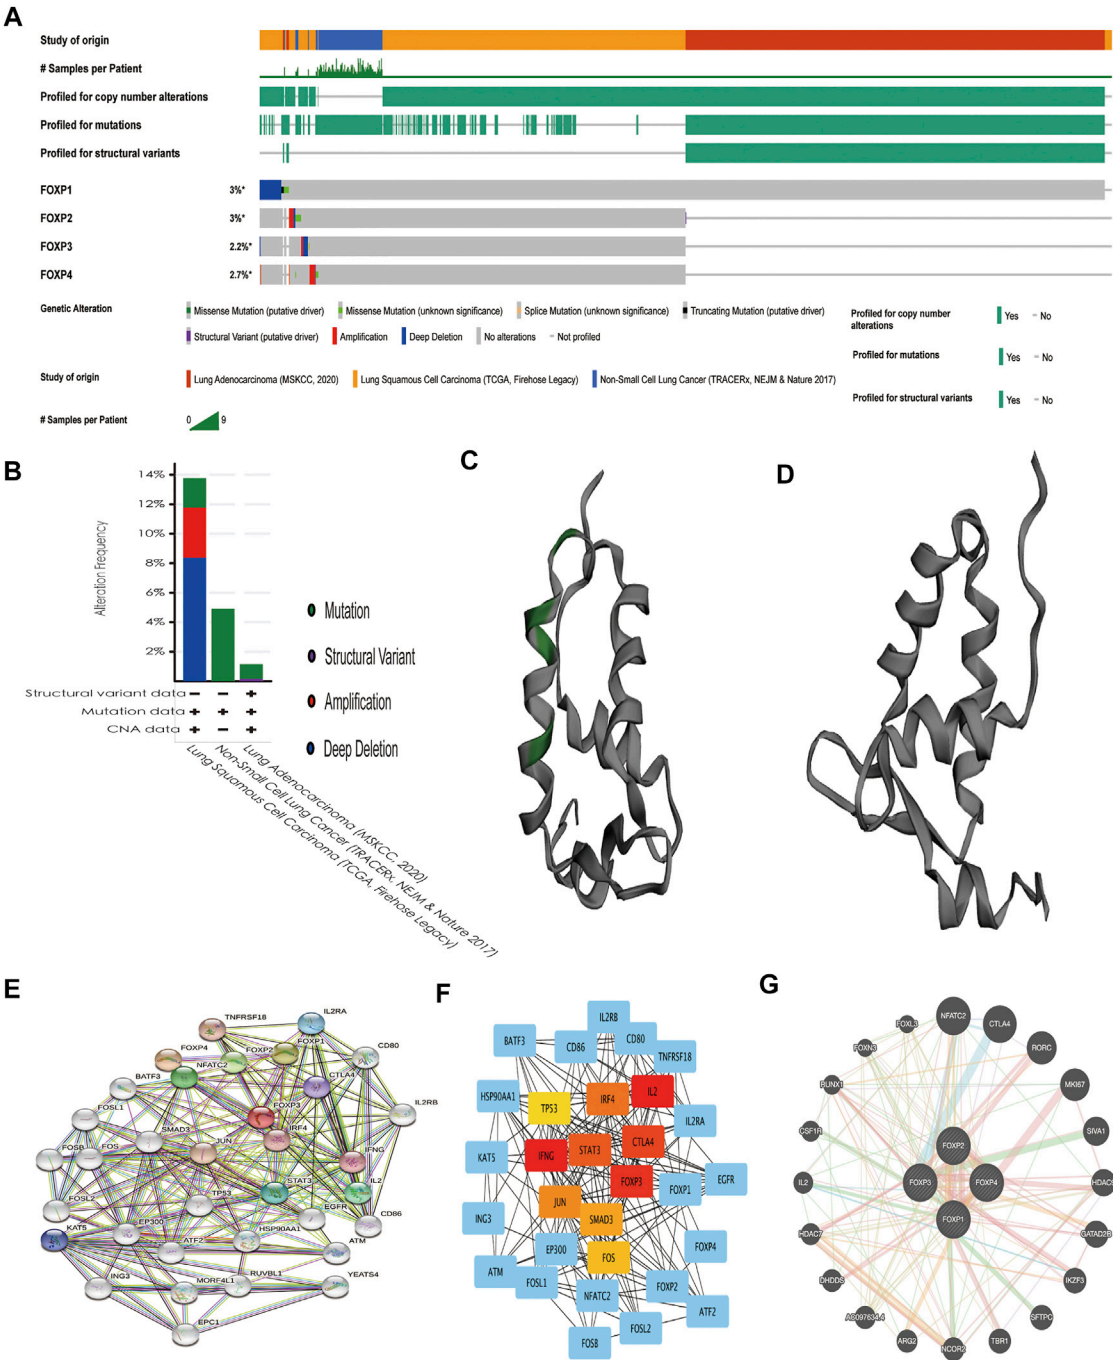 A
Study of origin
# Samples per Patient
Profiled for copy number alterations
Profiled for mutations
Profiled for structural variants
FOXP1 3%*
FOXP2 3%*
FOXP3 2.2%*
FOXP4 2.7%*
Genetic Alteration
Missense Mutation (putative driver) Missense Mutation (unknown significance) Splice Mutation (unknown significance) Truncating Mutation (putative driver)
Structural Variant (putative driver) Amplification Deep Deletion No alterations Not profiled
Profiled for copy number alterations Yes No
Profiled for mutations Yes No
Profiled for structural variants Yes No
Study of origin
Lung Adenocarcinoma (MSKCC, 2020) Lung Squamous Cell Carcinoma (TCGA, Firehose Legacy) Non-Small Cell Lung Cancer (TRACERx, NEJM & Nature 2017)
# Samples per Patient 0 9
B
Alteration Frequency
14%
12%
10%
8%
6%
4%
2%
Structural variant data - - +
Mutation data + + +
CNA data + - +
Lung Squamous Cell Carcinoma (TCGA, Firehose Legacy)
Non-Small Cell Lung Cancer (TRACERx, NEJM & Nature 2017)
Lung Adenocarcinoma (MSKCC, 2020)
Mutation
Structural Variant
Amplification
Deep Deletion
C
D
E
TNFRSF18
IL2RA
FOXP4
FOXP2
FOXP1
CD80
NFATC2
BATF3
CTLA4
FOSL1
FOXP3
IL2RB
SMAD3
IRF4
FOSB
FOS
JUN
IFNG
STAT3
IL2
FOSL2
TP53
EGFR
CD86
KAT5
EP300
HSP90AA1
ATM
ATF2
ING3
MORF4L1
RUVBL1
YEATS4
EPC1
F
IL2RB
BATF3
CD86
CD80
TNFRSF18
HSP90AA1
TP53
IRF4
IL2
IL2RA
KAT5
IFNG
STAT3
CTLA4
FOXP3
FOXP1
EGFR
ING3
JUN
SMAD3
FOXP4
EP300
FOS
ATM
FOSL1
NFATC2
FOXP2
ATF2
FOSB
FOSL2
G
NFATC2
CTLA4
FOXL3
RORC
FOXN3
MKI67
RUNX1
CSF1R
SIVA1
FOXP2
IL2
FOXP3
FOXP4
HDAC9
FOXP1
HDAC7
GATAD2B
DHDDS
IKZF3
AC097634.4
SFTPC
ARG2
NCOR2
TBR1